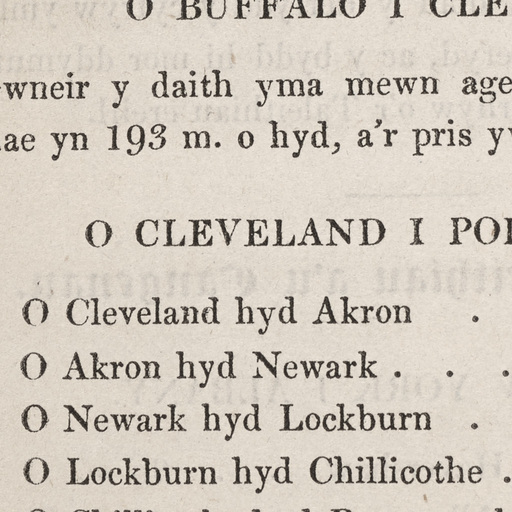 O BUFFALO I CLE
wneir y daith yma mewn age
ae yn 193 m. o hyd, a'r pris y
O CLEVELAND I PO
O Cleveland hyd Akron .
O Akron hyd Newark . . .
O Newark hyd Lockburn .
O Lockburn hyd Chillicothe .